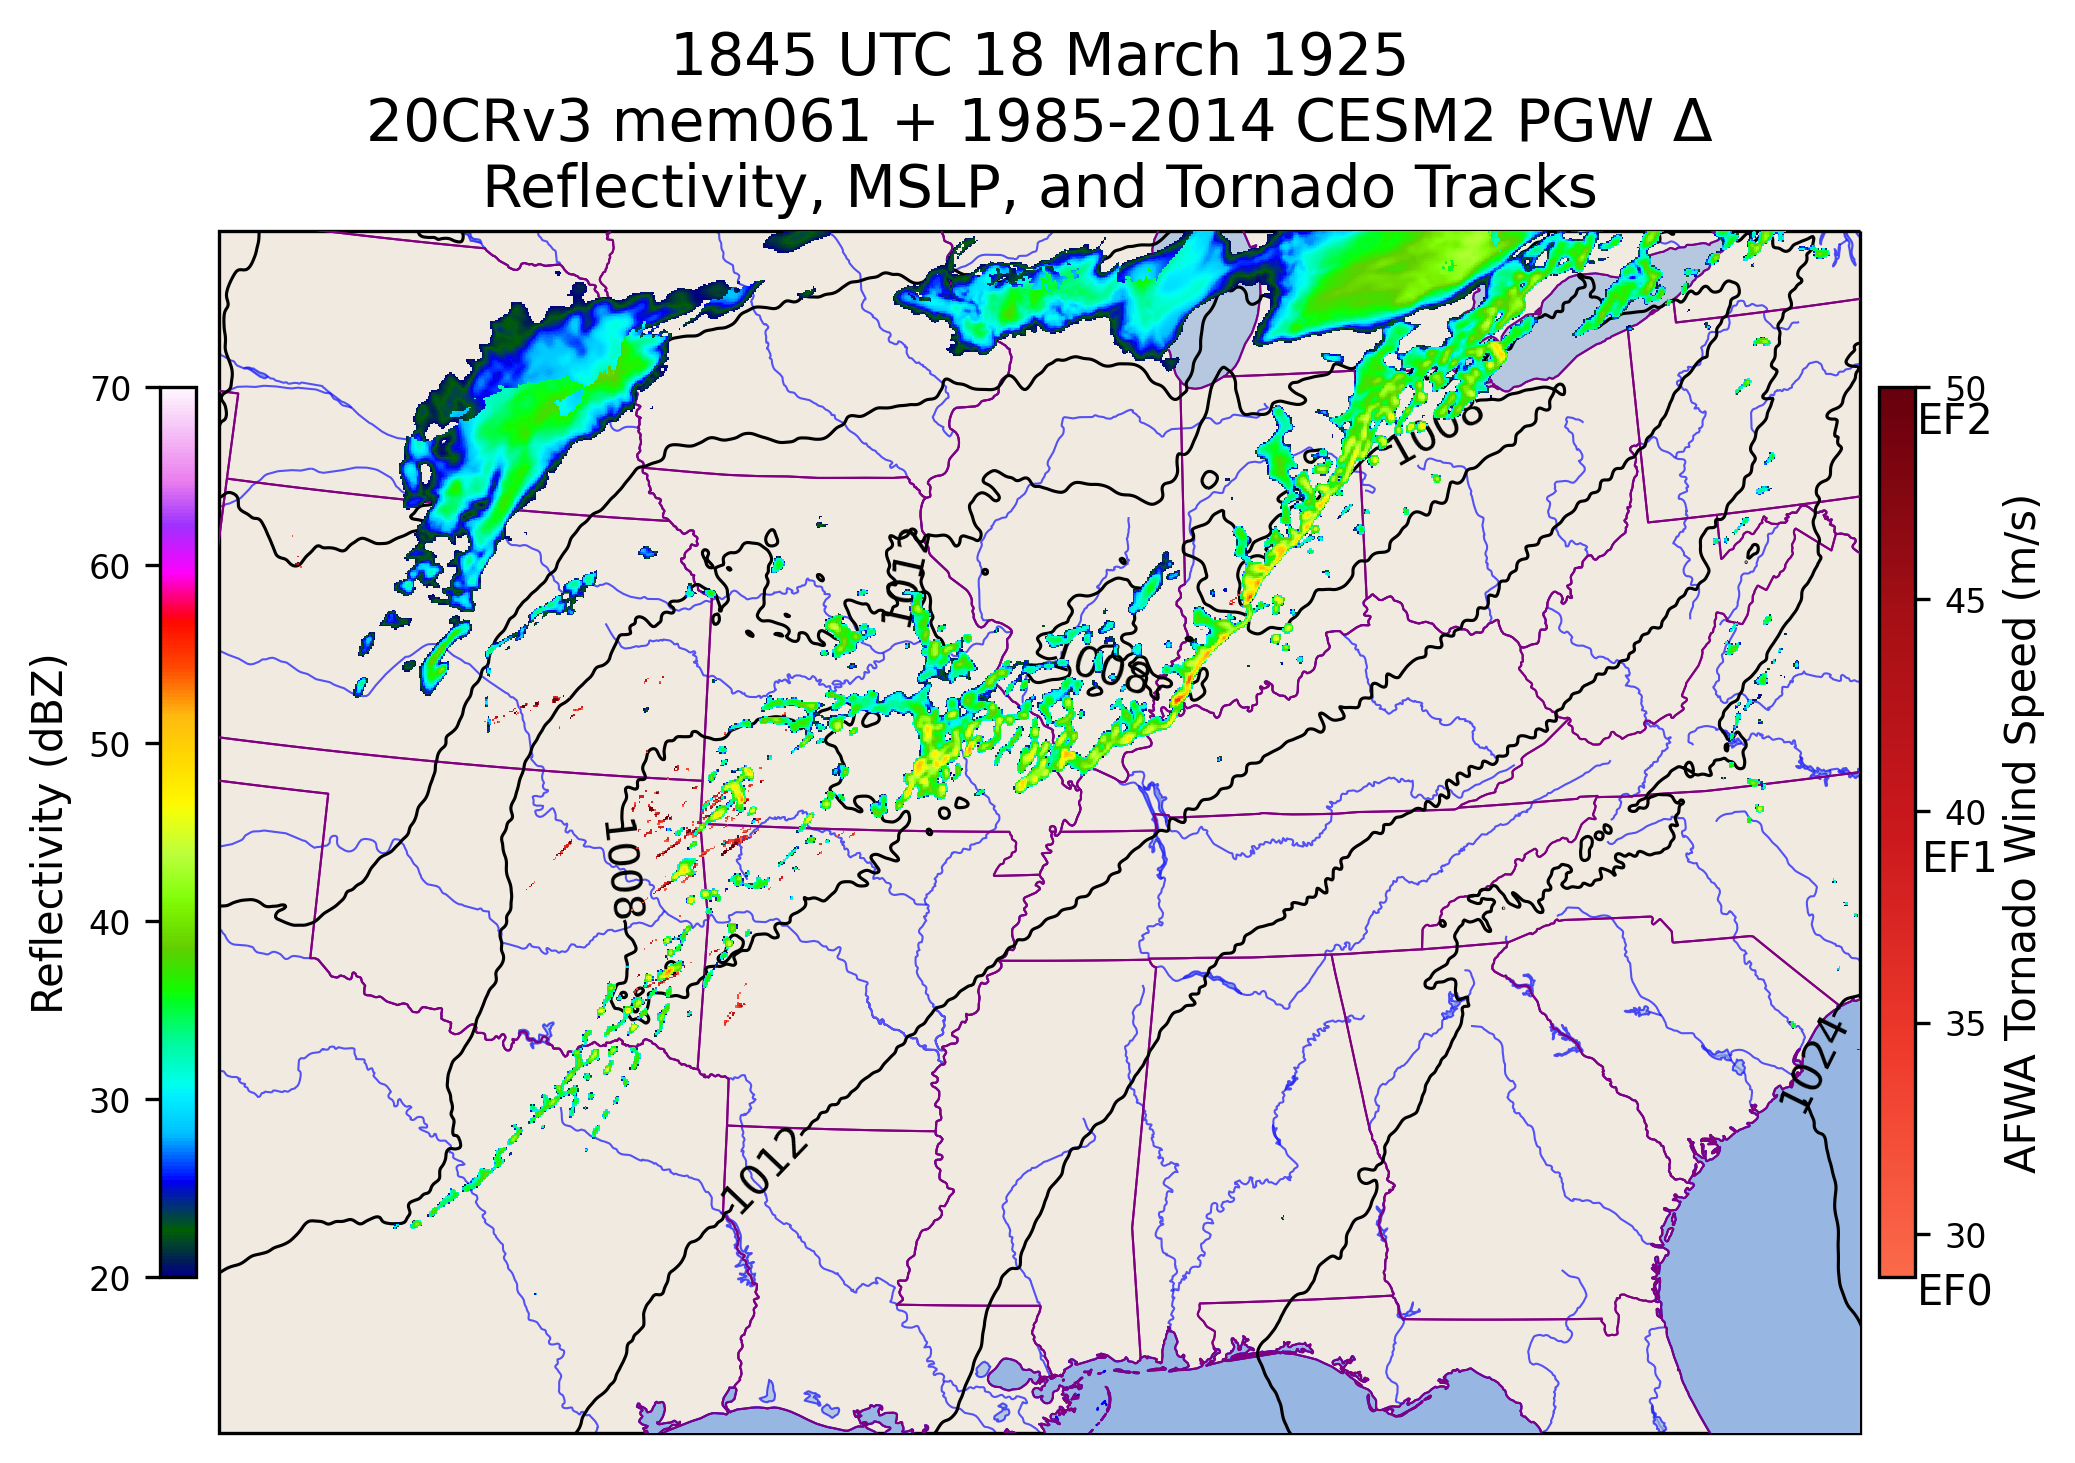 1845 UTC 18 March 1925
20CRv3 mem061 + 1985-2014 CESM2 PGW Δ
Reflectivity, MSLP, and Tornado Tracks
70
60
50
40
30
20
Reflectivity (dBZ)
1008
1012
1008
1008
1012
1024
50
EF2
45
40
EF1
35
30
EF0
AFWA Tornado Wind Speed (m/s)